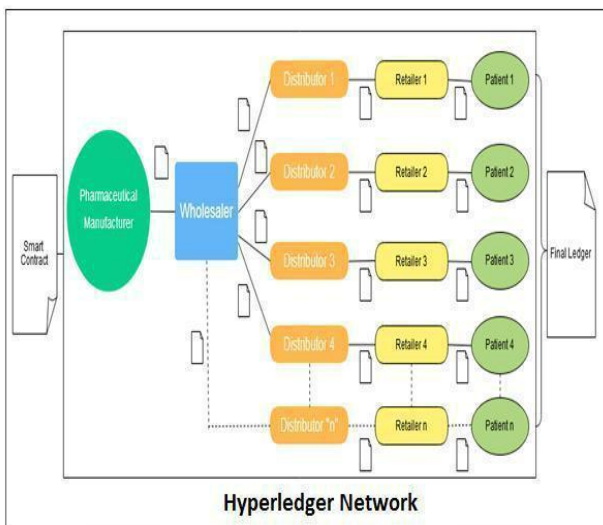 Smart
Contract
Pharmaceutical
Manufacturer
Wholesaler
Distributor 1
Retailer 1
Patient 1
Distributor 2
Retailer 2
Patient 2
Distributor 3
Retailer 3
Patient 3
Distributor 4
Retailer 4
Patient 4
Distributor "n"
Retailer n
Patient n
Final Ledger
Hyperledger Network